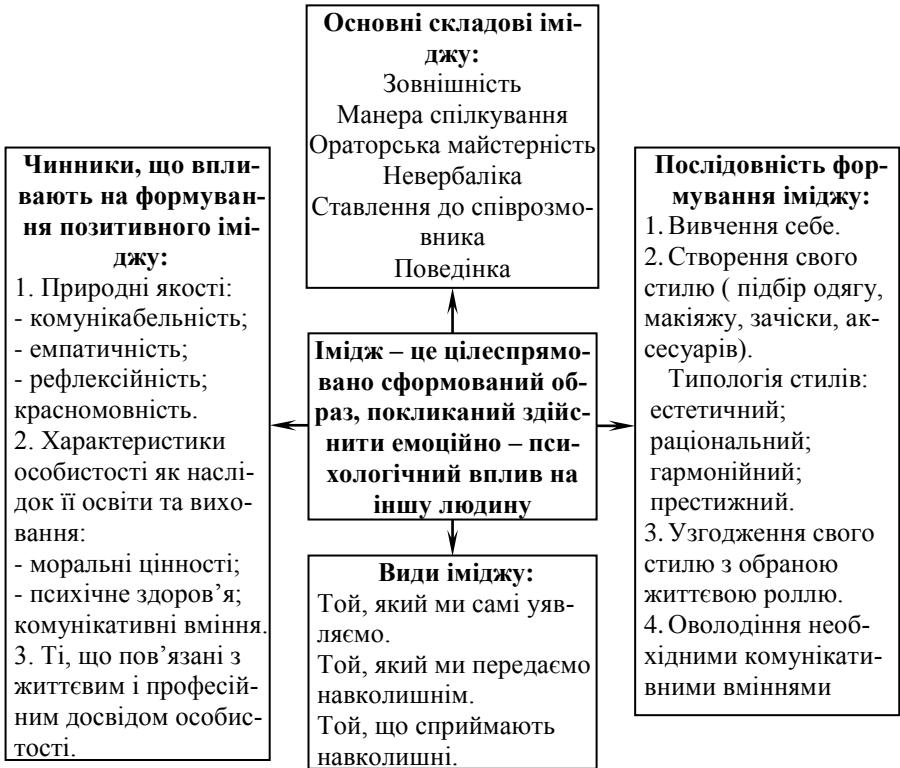 Основні складові імі-
джу:
Зовнішність
Манера спілкування
Ораторська майстерність
Невербаліка
Ставлення до співрозмо-
вника
Поведінка
Чинники, що впли-
вають на формуван-
ня позитивного імі-
джу:
1. Природні якості:
- комунікабельність;
- емпатичність;
- рефлексійність;
красномовність.
2. Характеристики
особистості як наслі-
док її освіти та вихо-
вання:
- моральні цінності;
- психічне здоров’я;
комунікативні вміння.
3. Ті, що пов’язані з
життєвим і професій-
ним досвідом особис-
тості.
Імідж – це цілеспрямо-
вано сформований об-
раз, покликаний здійс-
нити емоційно – пси-
хологічний вплив на
іншу людину
Послідовність фор-
мування іміджу:
1. Вивчення себе.
2. Створення свого
стилю ( підбір одягу,
макіяжу, зачіски, ак-
сесуарів).
Типологія стилів:
естетичний;
раціональний;
гармонійний;
престижний.
3. Узгодження свого
стилю з обраною
життєвою роллю.
4. Оволодіння необ-
хідними комунікати-
вними вміннями
Види іміджу:
Той, який ми самі уяв-
ляємо.
Той, який ми передаємо
навколишнім.
Той, що сприймають
навколишні.